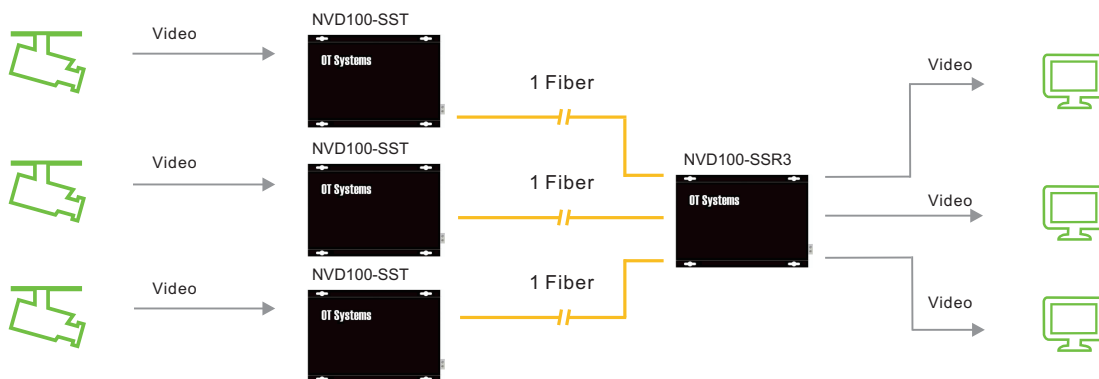 NVD100-SST
Video
OT Systems
1 Fiber
Video
NVD100-SST
Video
OT Systems
1 Fiber
NVD100-SSR3
OT Systems
Video
NVD100-SST
Video
OT Systems
1 Fiber
Video